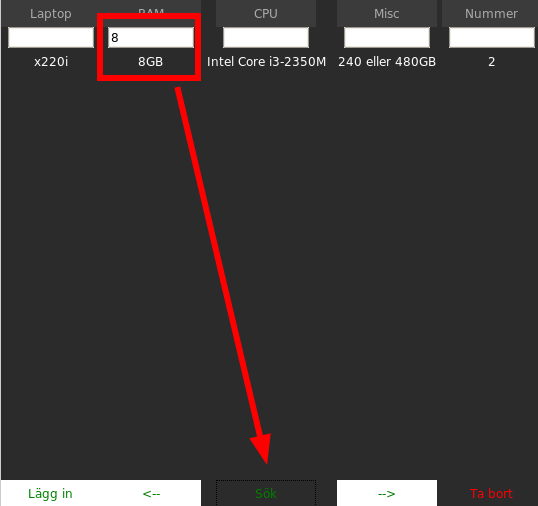 Laptop RAM CPU Misc Nummer
8
x220i 8GB Intel Core i3-2350M 240 eller 480GB 2
Lägg in <-- Sök --> Ta bort